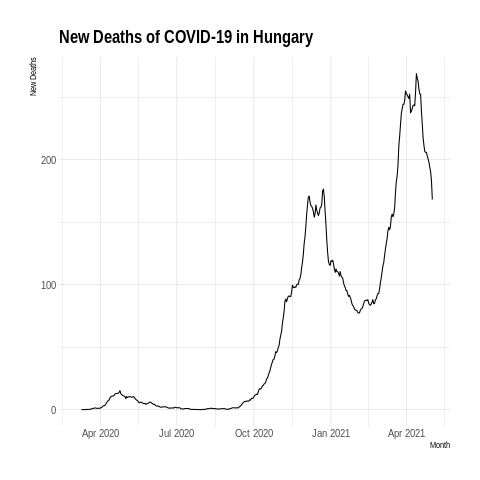 New Deaths of COVID-19 in Hungary
New Deaths
200
100
0
Apr 2020 Jul 2020 Oct 2020 Jan 2021 Apr 2021
Month